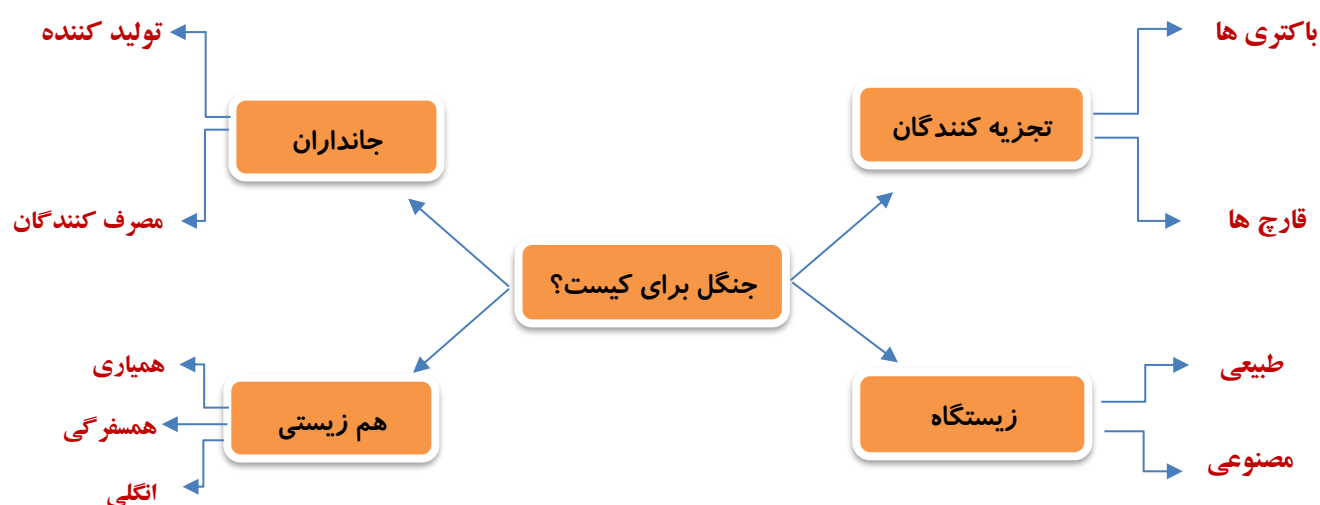 باکتری ها
تولید کننده
تجزیه کنندگان
جانداران
قارچ ها
مصرف کنندگان
جنگل برای کیست؟
طبیعی
همیاری
زیستگاه
هم زیستی
همسفرگی
مصنوعی
انگلی